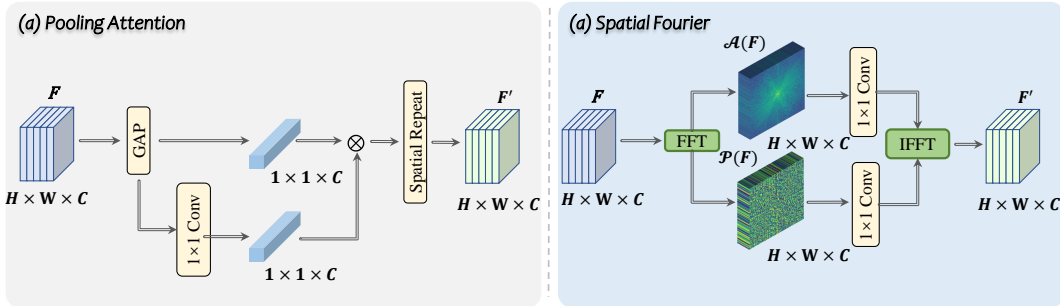 (a) Pooling Attention
F
H × W × C
GAP
1×1 Conv
1 × 1 × C
1 × 1 × C
⊗
Spatial Repeat
F′
H × W × C
(a) Spatial Fourier
F
H × W × C
FFT
𝒜(F)
H × W × C
1×1 Conv
𝒫(F)
H × W × C
1×1 Conv
IFFT
F′
H × W × C